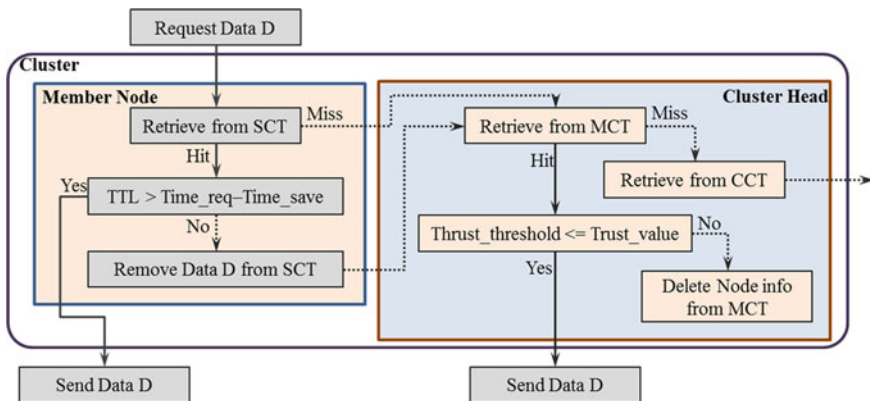 Request Data D
Cluster
Member Node
Cluster Head
Retrieve from SCT
Miss
Retrieve from MCT
Miss
Hit
Hit
Retrieve from CCT
Yes
TTL > Time_req–Time_save
No
Thrust_threshold <= Trust_value
No
Remove Data D from SCT
Yes
Delete Node info
from MCT
Send Data D
Send Data D